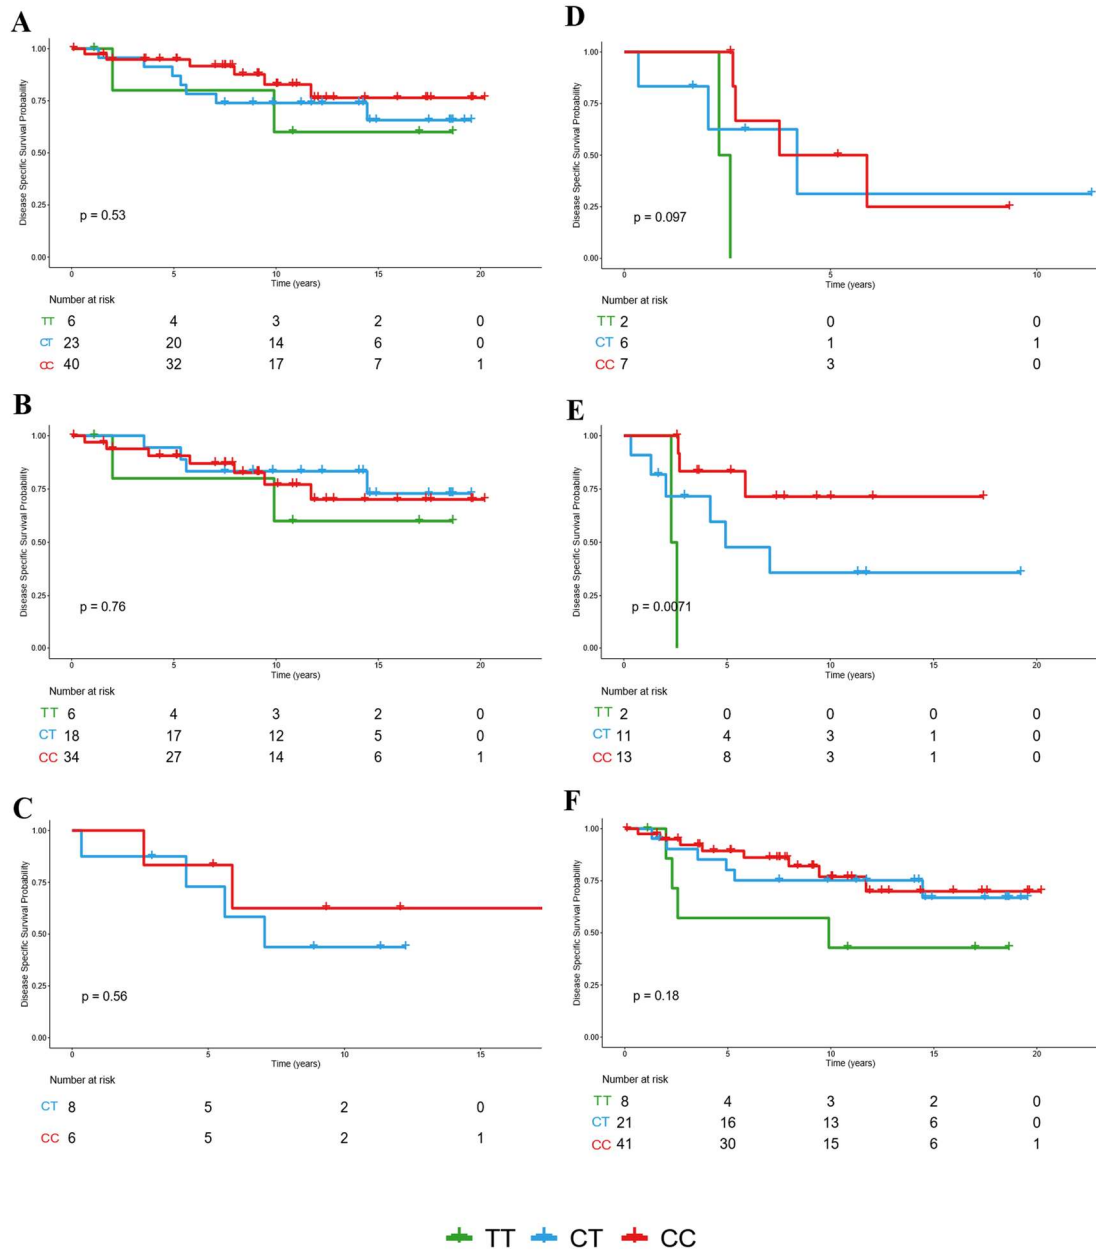 A
Disease Specific Survival Probability
1.00
0.75
0.50
0.25
0.00
p = 0.53
0 5 10 15 20
Time (years)
Number at risk
TT 6 4 3 2 0
CT 23 20 14 6 0
CC 40 32 17 7 1
B
Disease Specific Survival Probability
1.00
0.75
0.50
0.25
0.00
p = 0.76
0 5 10 15 20
Time (years)
Number at risk
TT 6 4 3 2 0
CT 18 17 12 5 0
CC 34 27 14 6 1
C
Disease Specific Survival Probability
1.00
0.75
0.50
0.25
0.00
p = 0.56
0 5 10 15
Time (years)
Number at risk
CT 8 5 2 0
CC 6 5 2 1
D
Disease Specific Survival Probability
1.00
0.75
0.50
0.25
0.00
p = 0.097
0 5 10
Time (years)
Number at risk
TT 2 0 0
CT 6 1 1
CC 7 3 0
E
Disease Specific Survival Probability
1.00
0.75
0.50
0.25
0.00
p = 0.0071
0 5 10 15 20
Time (years)
Number at risk
TT 2 0 0 0 0
CT 11 4 3 1 0
CC 13 8 3 1 0
F
Disease Specific Survival Probability
1.00
0.75
0.50
0.25
0.00
p = 0.18
0 5 10 15 20
Time (years)
Number at risk
TT 8 4 3 2 0
CT 21 16 13 6 0
CC 41 30 15 6 1
TT CT CC